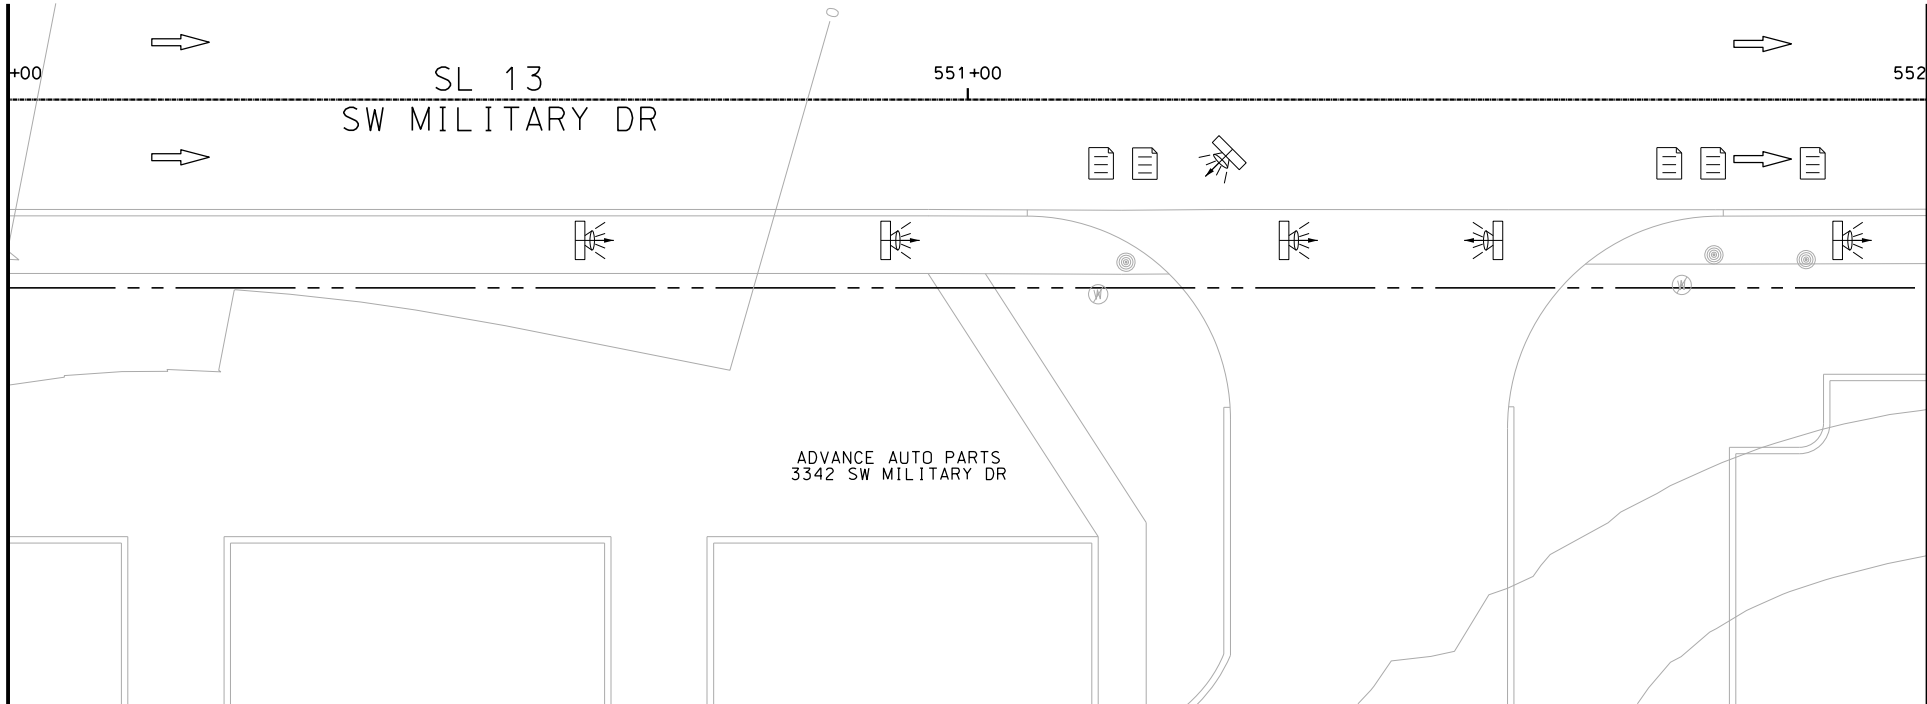 +00
551+00
552
SL 13
SW MILITARY DR
W
W
ADVANCE AUTO PARTS
3342 SW MILITARY DR